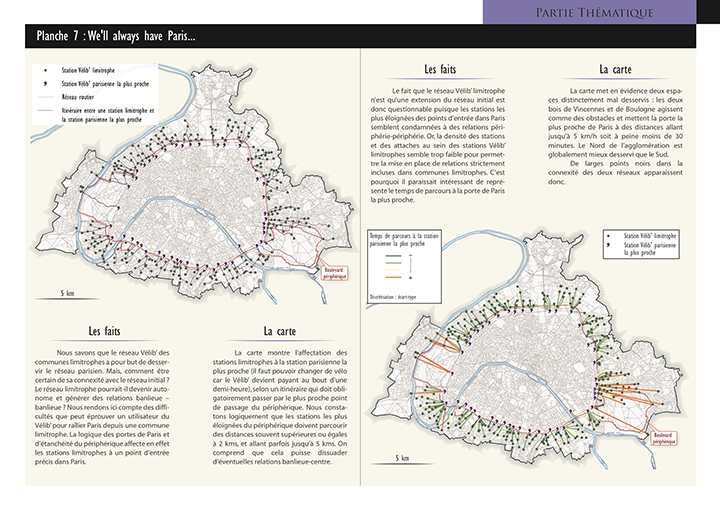 PARTIE THÉMATIQUE
Planche 7 : We'll always have Paris...
Station Vélib' limitrophe
Station Vélib' parisienne la plus proche
Réseau routier
Itinéraire entre une station limitrophe et
la station parisienne la plus proche
Boulevard
périphérique
5 km
Les faits
Nous savons que le réseau Vélib' des
communes limitrophes a pour but de desser-
vir le réseau parisien. Mais, comment être
certain de sa connexité avec le réseau initial ?
Le réseau limitrophe pourrait-il devenir auto-
nome et générer des relations banlieue –
banlieue ? Nous rendons ici compte des diffi-
cultés que peut éprouver un utilisateur du
Vélib' pour rallier Paris depuis une commune
limitrophe. La logique des portes de Paris et
d'étanchéité du périphérique affecte en effet
les stations limitrophes à un point d'entrée
précis dans Paris.
La carte
La carte montre l'affectation des
stations limitrophes à la station parisienne la
plus proche (il faut pouvoir changer de vélo
car le Vélib' devient payant au bout d'une
demi-heure), selon un itinéraire qui doit obli-
gatoirement passer par le plus proche point
de passage du périphérique. Nous consta-
tons logiquement que les stations les plus
éloignées du périphérique doivent parcourir
des distances souvent supérieures ou égales
à 2 kms, et allant parfois jusqu'à 5 kms. On
comprend que cela puisse dissuader
d'éventuelles relations banlieue-centre.
Les faits
Le fait que le réseau Vélib' limitrophe
n'est qu'une extension du réseau initial est
donc questionnable puisque les stations les
plus éloignées des points d'entrée dans Paris
semblent condamnées à des relations péri-
phérie-périphérie. Or, la densité des stations
et des attaches au sein des stations Vélib'
limitrophes semble trop faible pour permet-
tre la mise en place de relations strictement
incluses dans communes limitrophes. C'est
pourquoi il paraissait intéressant de repré-
senter le temps de parcours à la porte de Paris
la plus proche.
La carte
La carte met en évidence deux espa-
ces distinctement mal desservis : les deux
bois de Vincennes et de Boulogne agissent
comme des obstacles et mettent la porte la
plus proche de Paris à des distances allant
jusqu'à 5 km/h soit à peine moins de 30
minutes. Le Nord de l'agglomération est
globalement mieux desservi que le Sud.
De larges points noirs dans la
connexité des deux réseaux apparaissent
donc.
Temps de parcours à la station
parisienne la plus proche
-
+
Discrétisation : écart-type
Station Vélib' limitrophe
Station Vélib' parisienne
la plus proche
Boulevard
périphérique
5 km